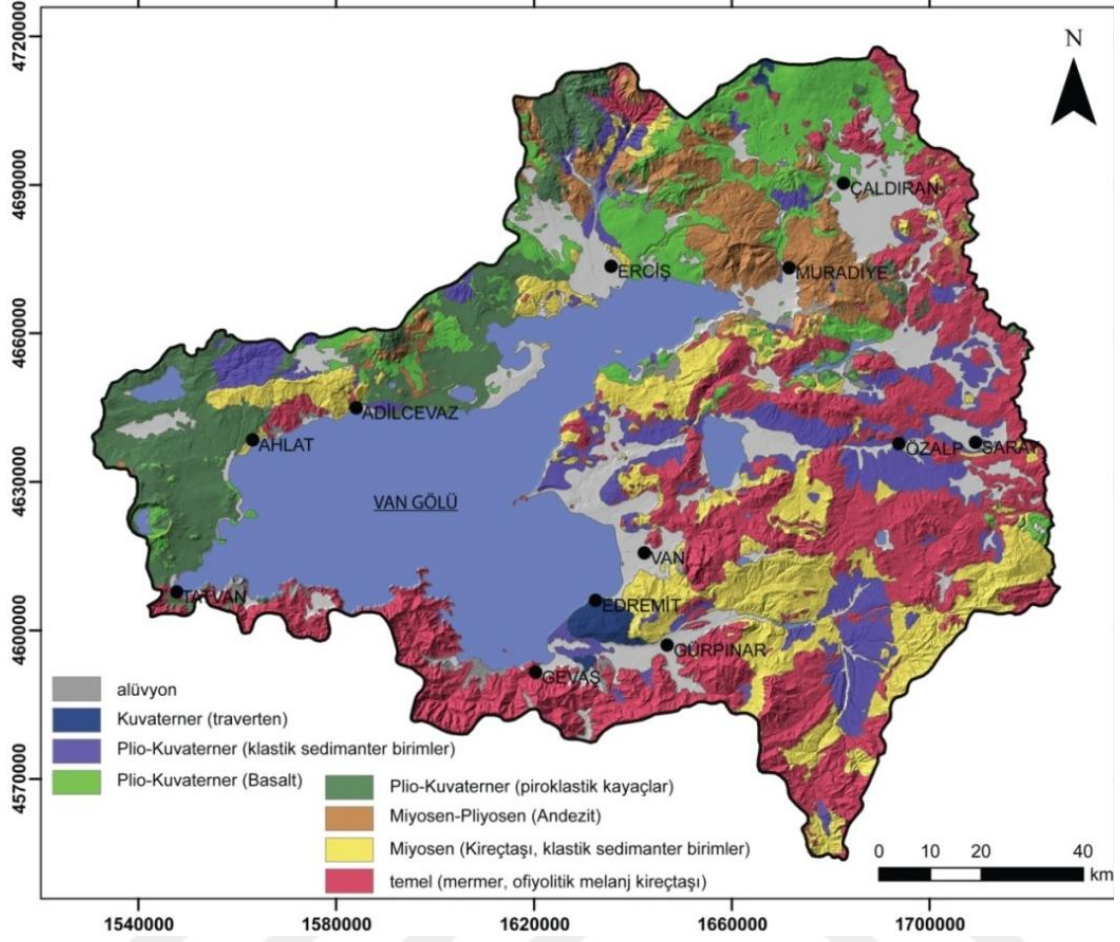 4720000
4690000
4660000
4630000
4600000
4570000
N
ÇALDIRAN
ERCİŞ
MURADİYE
ADİLCEVAZ
AHLAT
ÖZALP
SARAY
VAN GÖLÜ
VAN
TATVAN
EDREMİT
GÜRPINAR
GEVAŞ
alüvyon
Kuvaterner (traverten)
Plio-Kuvaterner (klastik sedimanter birimler)
Plio-Kuvaterner (Basalt)
Plio-Kuvaterner (piroklastik kayaçlar)
Miyosen-Pliyosen (Andezit)
Miyosen (Kireçtaşı, klastik sedimanter birimler)
temel (mermer, ofiyolitik melanj kireçtaşı)
0 10 20 40
km
1540000 1580000 1620000 1660000 1700000